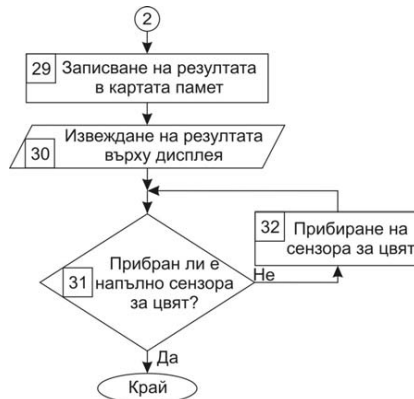 2
29
Записване на резултата
в картата памет
30
Извеждане на резултата
върху дисплея
32
Прибиране на
сензора за цвят
31
Прибран ли е
напълно сензора
за цвят?
Не
Да
Край